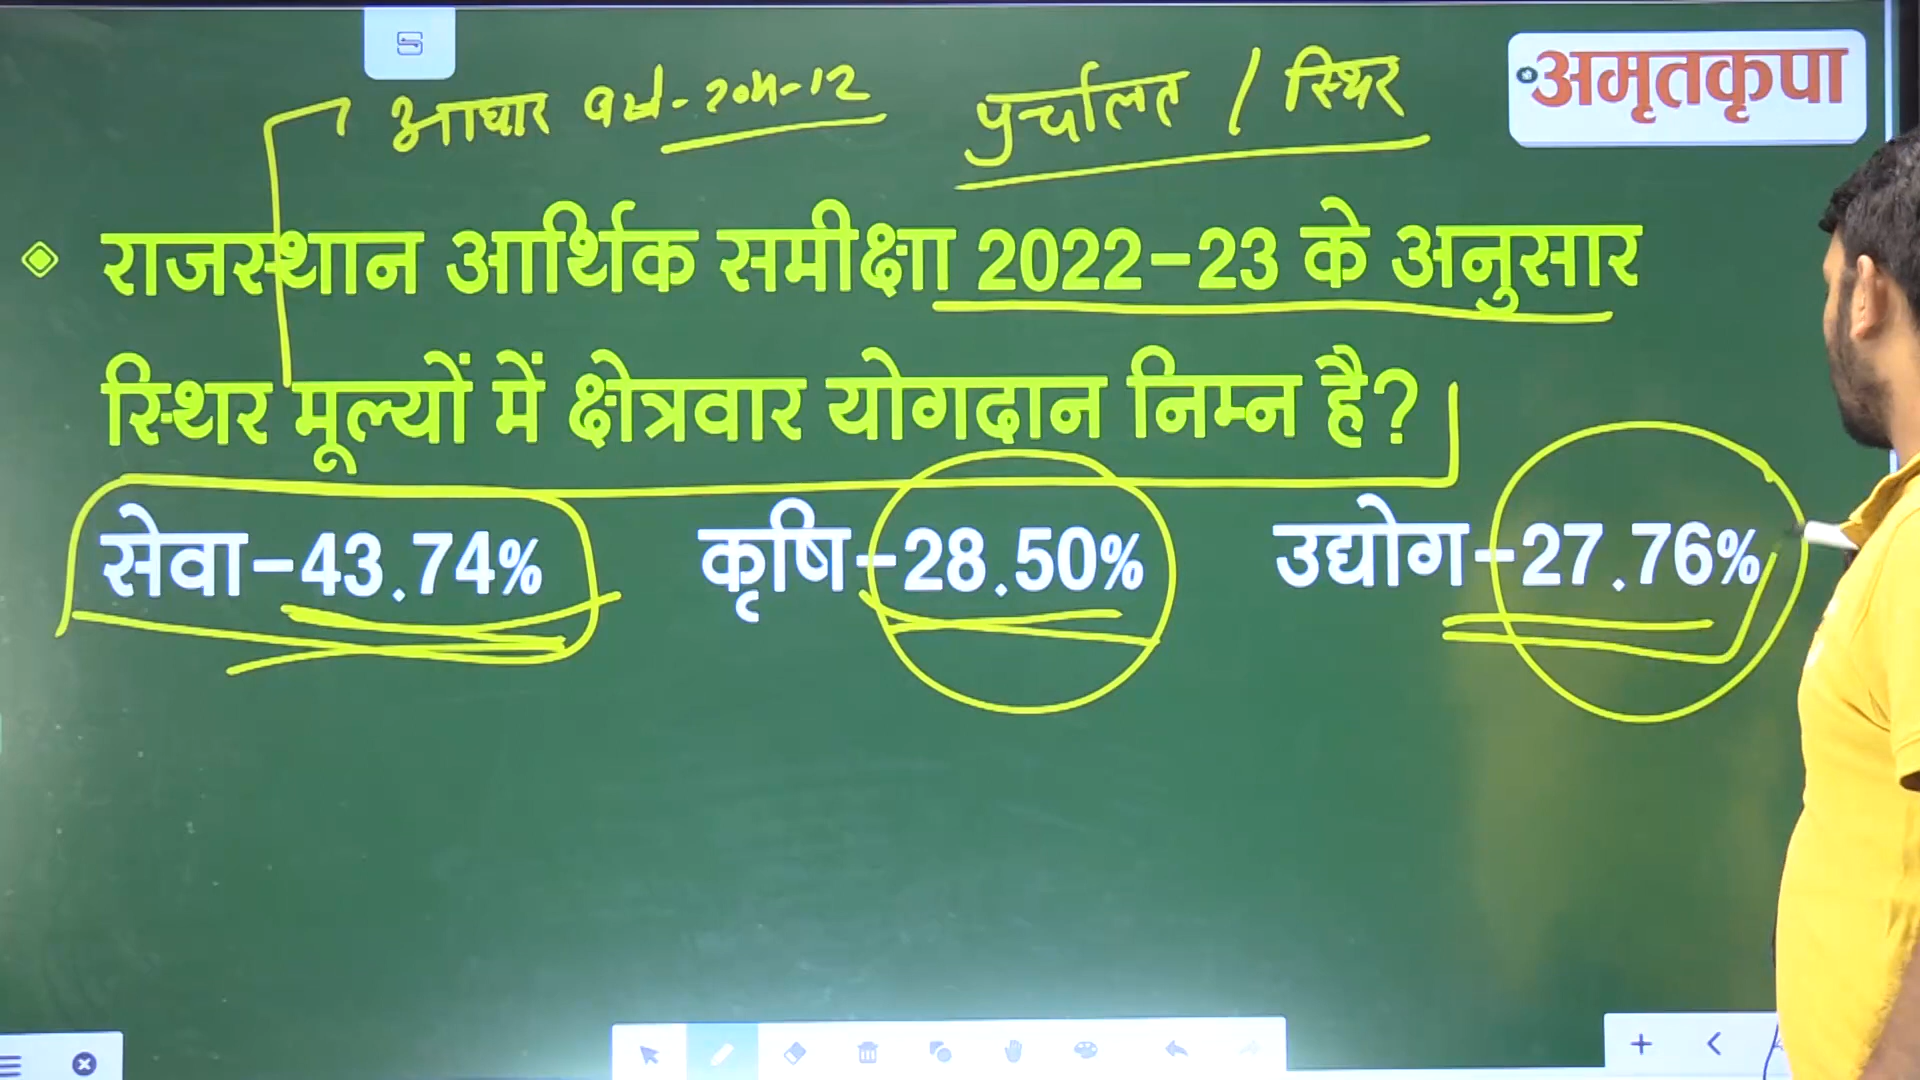 आधार वर्ष-2011-12 प्रचलित / स्थिर
श्री अमृतकृपा
राजस्थान आर्थिक समीक्षा 2022-23 के अनुसार
स्थिर मूल्यों में क्षेत्रवार योगदान निम्न है?
सेवा-43.74% कृषि-28.50% उद्योग-27.76%